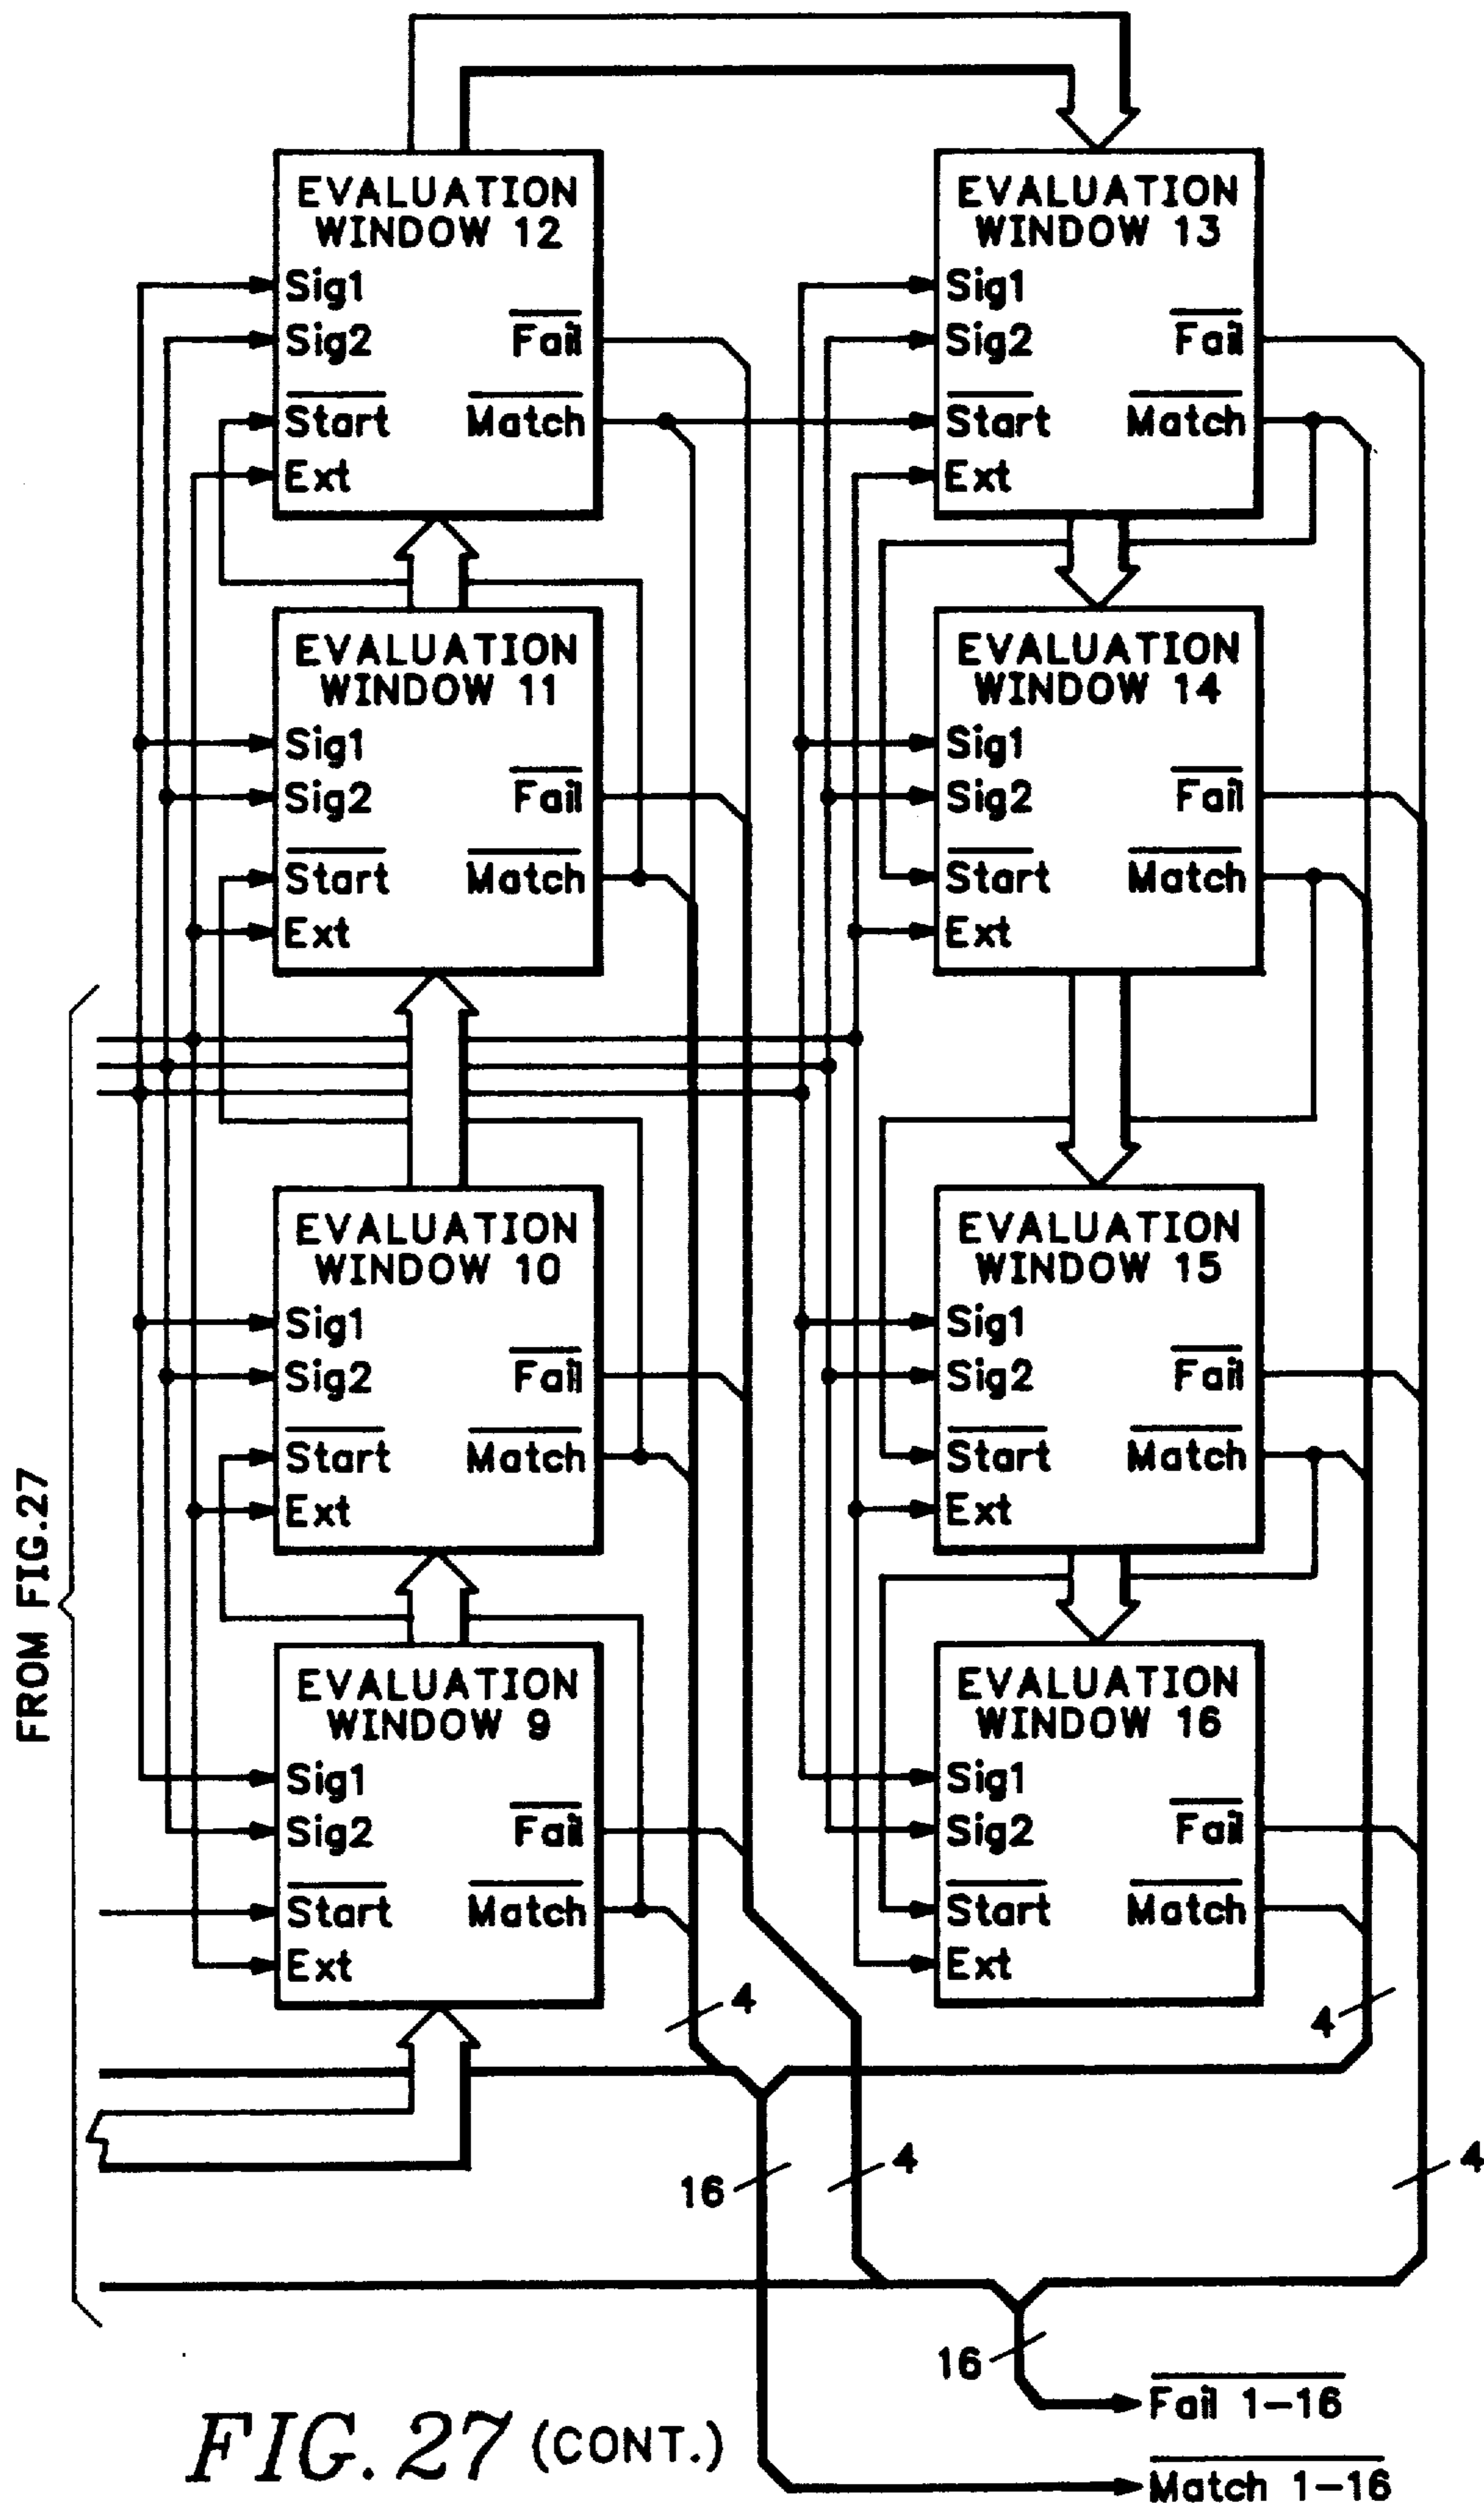 EVALUATION
WINDOW 12
Sig1
Sig2
Fail
Start
Match
Ext
EVALUATION
WINDOW 13
Sig1
Sig2
Fail
Start
Match
Ext
EVALUATION
WINDOW 11
Sig1
Sig2
Fail
Start
Match
Ext
EVALUATION
WINDOW 14
Sig1
Sig2
Fail
Start
Match
Ext
EVALUATION
WINDOW 10
Sig1
Sig2
Fail
Start
Match
Ext
EVALUATION
WINDOW 15
Sig1
Sig2
Fail
Start
Match
Ext
FROM FIG.27
EVALUATION
WINDOW 9
Sig1
Sig2
Fail
Start
Match
Ext
EVALUATION
WINDOW 16
Sig1
Sig2
Fail
Start
Match
Ext
4
4
16
4
4
16
Fail 1-16
Match 1-16
FIG. 27 (CONT.)